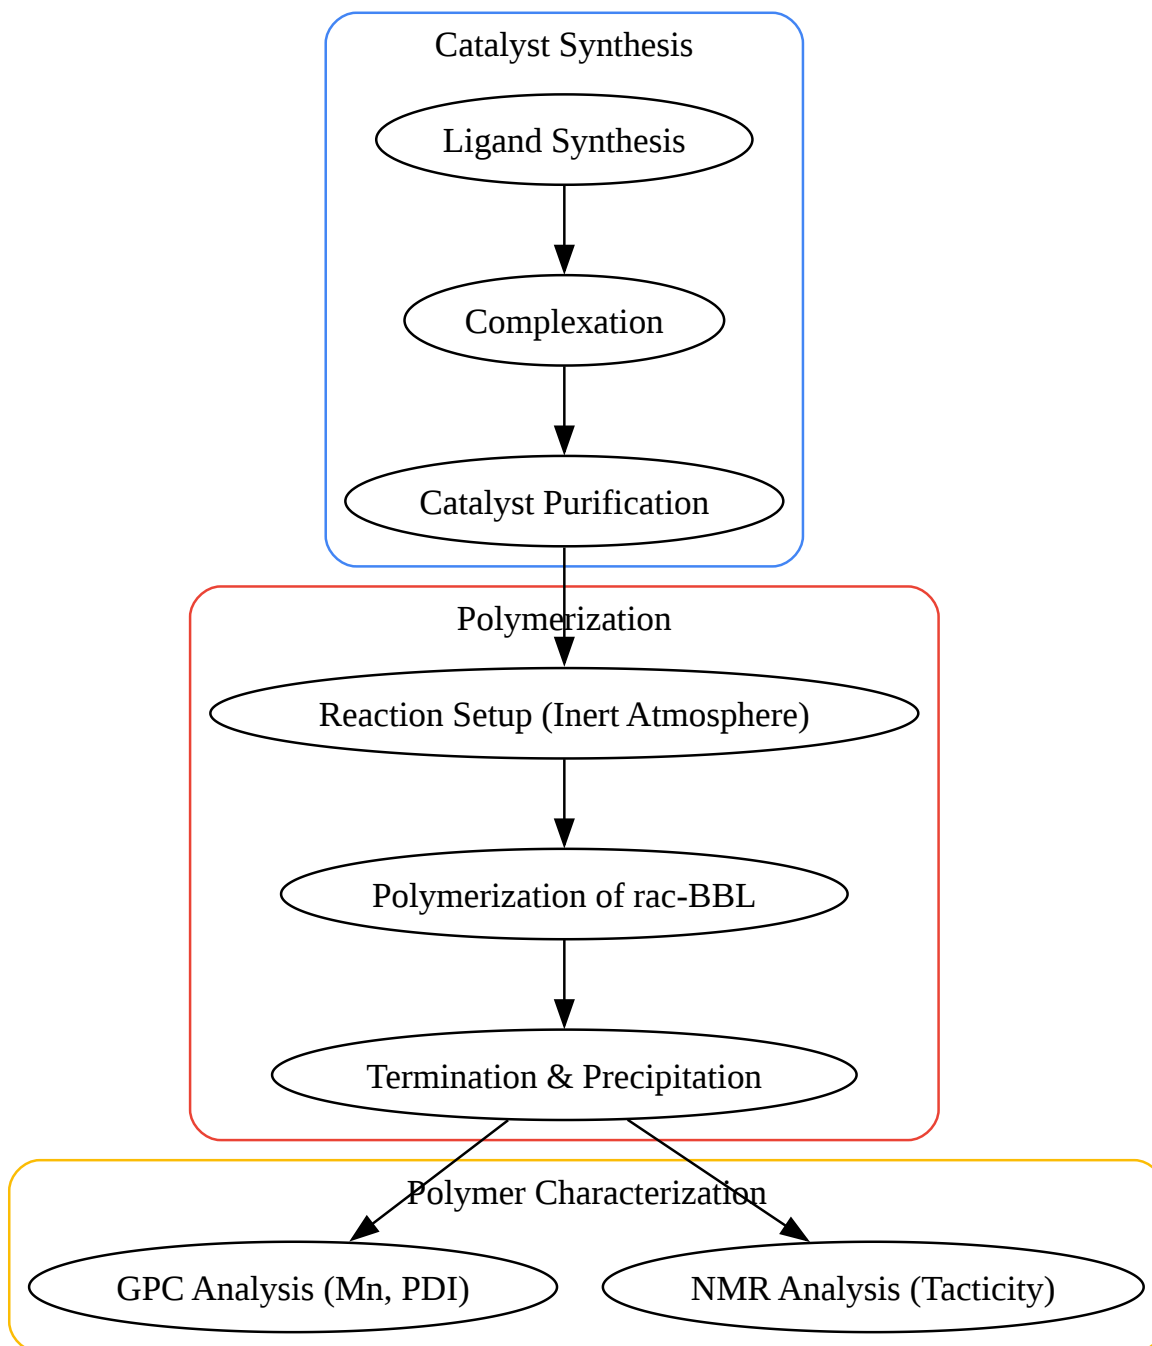 Catalyst Synthesis
Ligand Synthesis
Complexation
Catalyst Purification
Polymerization
Reaction Setup (Inert Atmosphere)
Polymerization of rac-BBL
Termination & Precipitation
Polymer Characterization
GPC Analysis (Mn, PDI)
NMR Analysis (Tacticity)